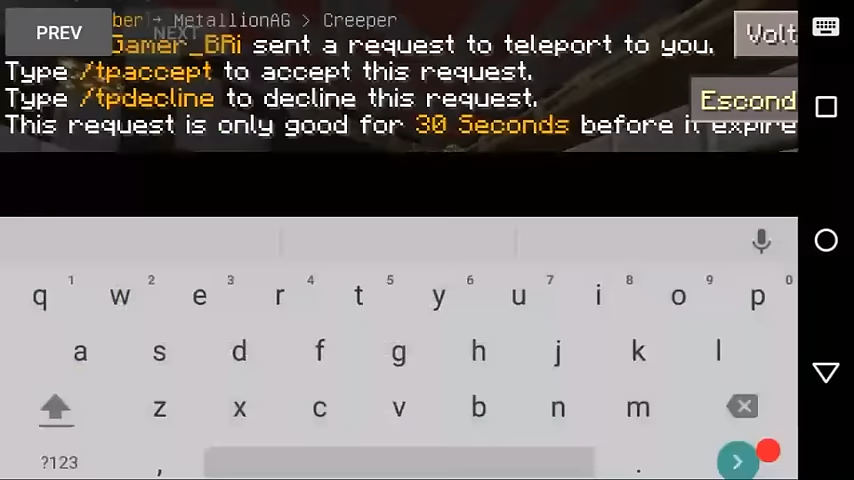 ber → MetallionAG > Creeper
PREV
NEXT
Gamer_BRi sent a request to teleport to you.
Volt
Type /tpaccept to accept this request.
Type /tpdecline to decline this request.
Escond
This request is only good for 30 Seconds before it expire
q 1 w 2 e 3 r 4 t 5 y 6 u 7 i 8 o 9 p 0
a s d f g h j k l
z x c v b n m
?123 , .